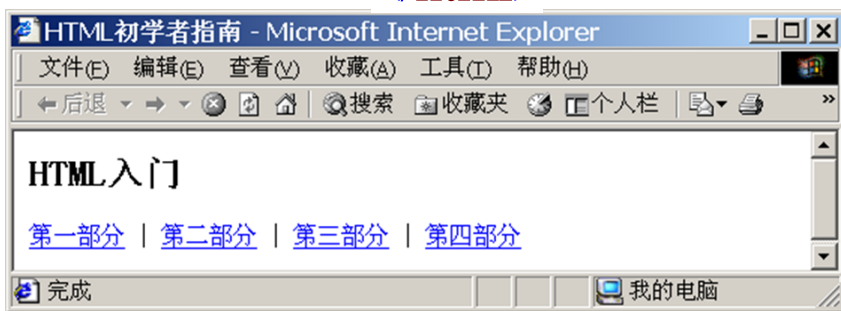 HTML初学者指南 - Microsoft Internet Explorer
文件(F) 编辑(E) 查看(V) 收藏(A) 工具(T) 帮助(H)
后退 搜索 收藏夹 个人栏 »
HTML入门
第一部分 | 第二部分 | 第三部分 | 第四部分
完成 我的电脑